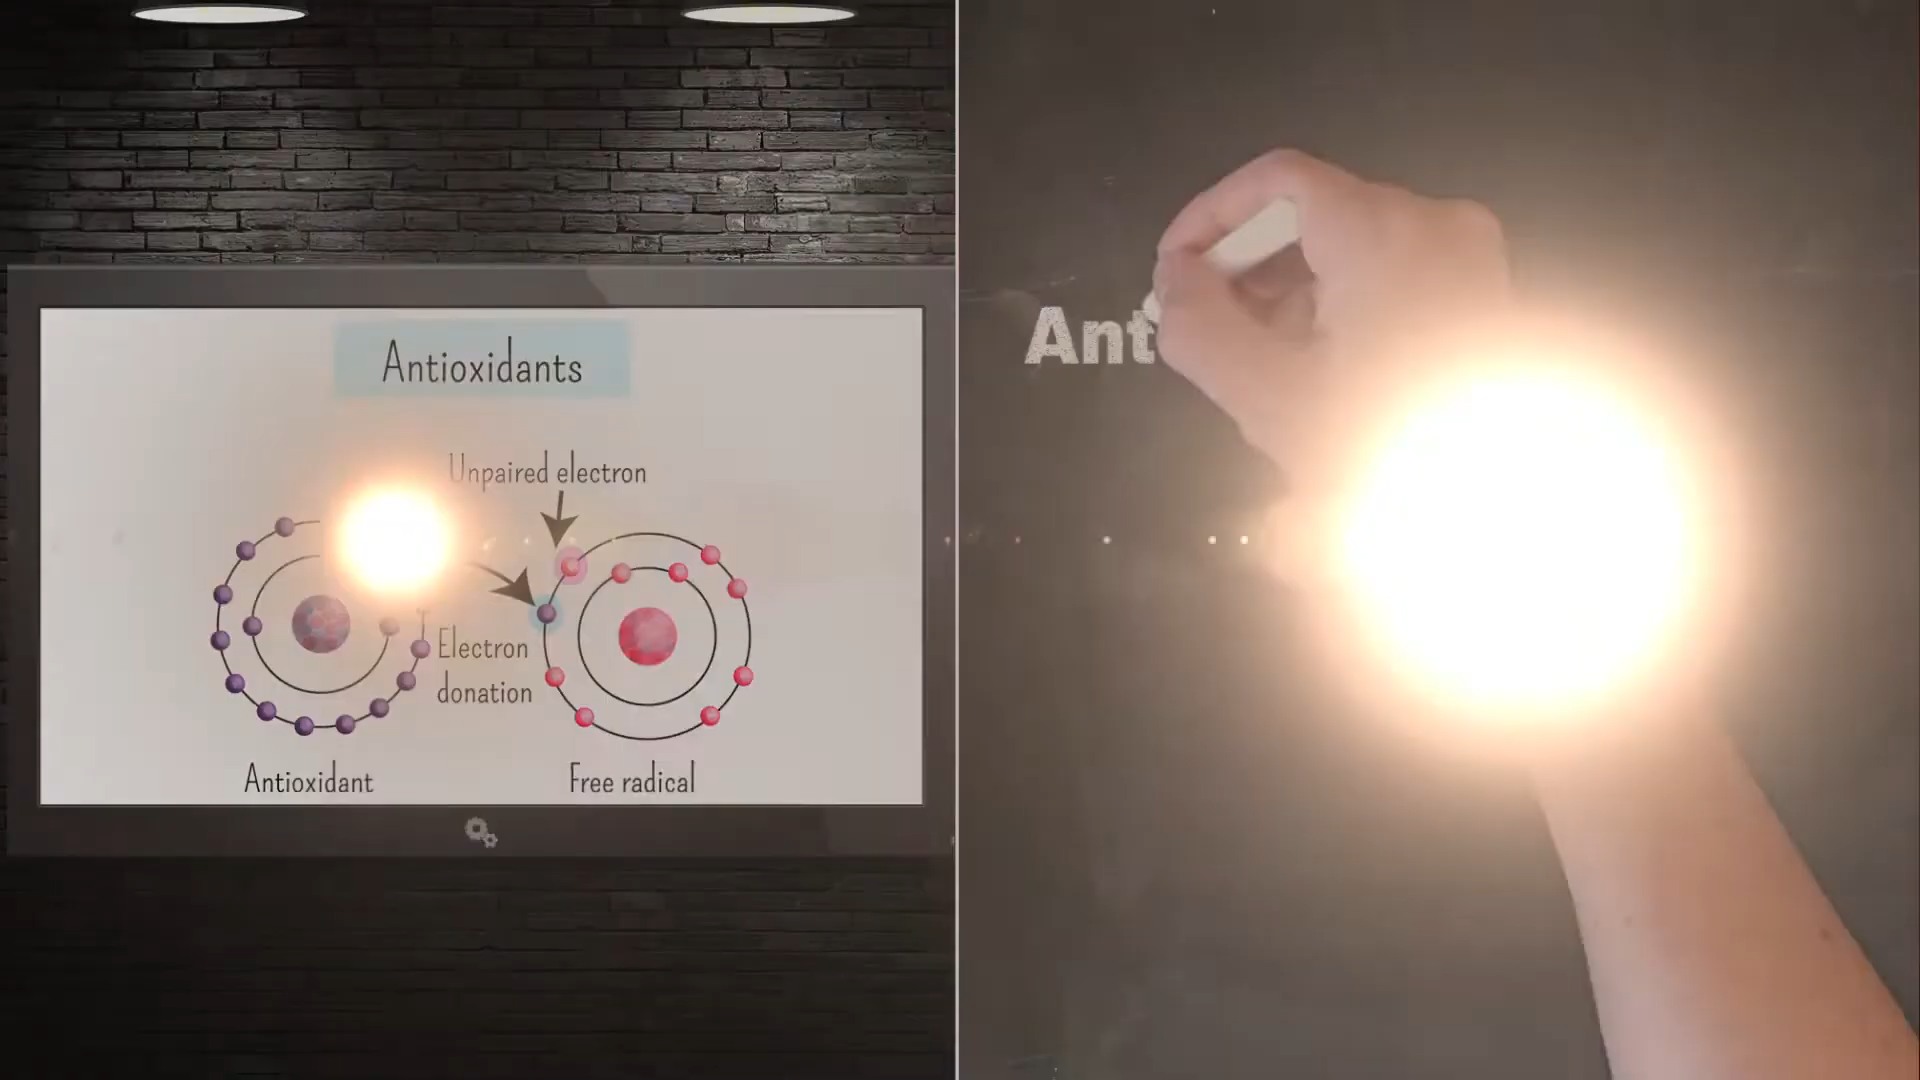 Antioxidants
Unpaired electron
Electron
donation
Antioxidant
Free radical
Ant